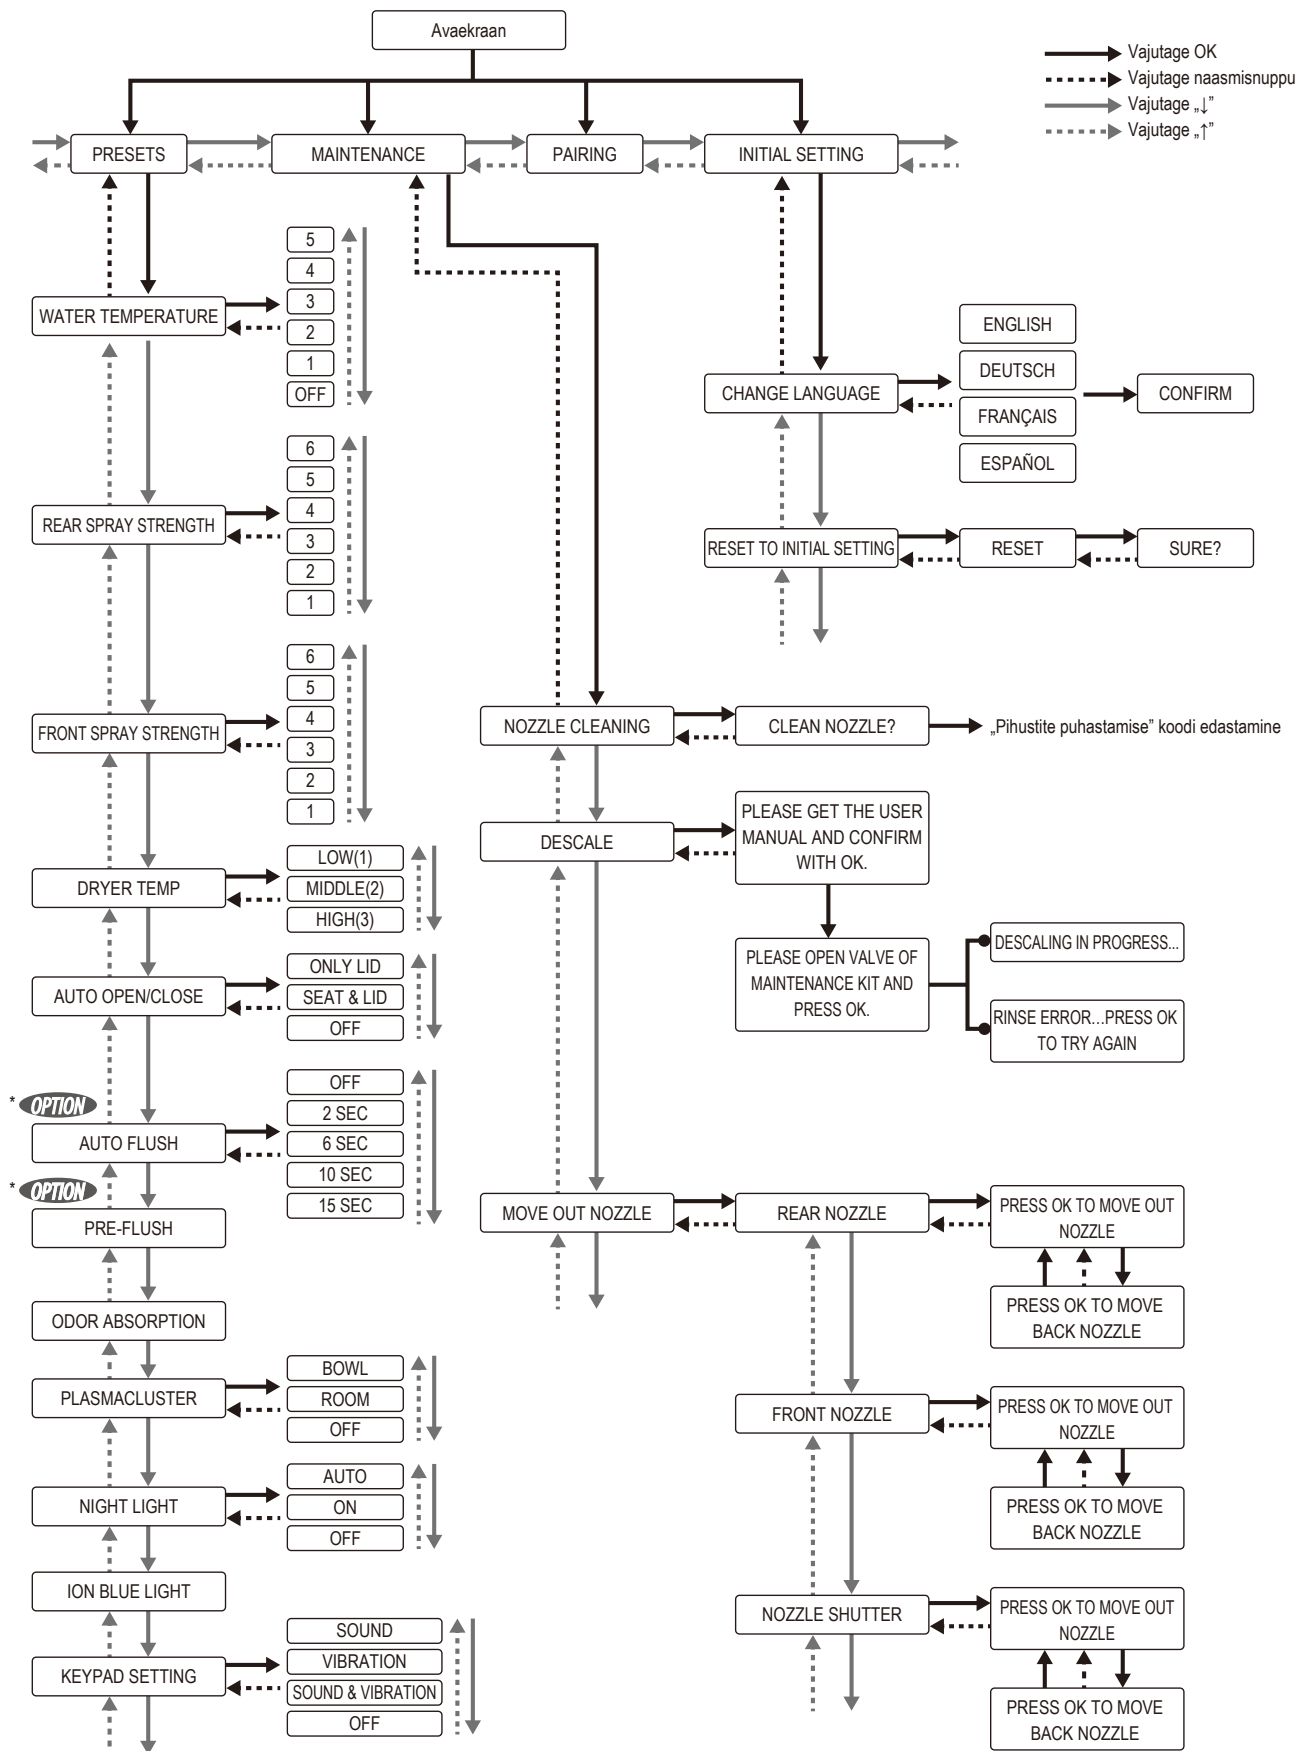 Avaekraan
Vajutage OK
Vajutage naasmisnuppu
Vajutage „↓”
Vajutage „↑”
PRESETS
MAINTENANCE
PAIRING
INITIAL SETTING
WATER TEMPERATURE
5
4
3
2
1
OFF
REAR SPRAY STRENGTH
6
5
4
3
2
1
FRONT SPRAY STRENGTH
6
5
4
3
2
1
DRYER TEMP
LOW(1)
MIDDLE(2)
HIGH(3)
AUTO OPEN/CLOSE
ONLY LID
SEAT & LID
OFF
* OPTION
AUTO FLUSH
OFF
2 SEC
6 SEC
10 SEC
15 SEC
* OPTION
PRE-FLUSH
ODOR ABSORPTION
PLASMACLUSTER
BOWL
ROOM
OFF
NIGHT LIGHT
AUTO
ON
OFF
ION BLUE LIGHT
KEYPAD SETTING
SOUND
VIBRATION
SOUND & VIBRATION
OFF
NOZZLE CLEANING
CLEAN NOZZLE?
„Pihustite puhastamise” koodi edastamine
DESCALE
PLEASE GET THE USER
MANUAL AND CONFIRM
WITH OK.
PLEASE OPEN VALVE OF
MAINTENANCE KIT AND
PRESS OK.
DESCALING IN PROGRESS...
RINSE ERROR...PRESS OK
TO TRY AGAIN
MOVE OUT NOZZLE
REAR NOZZLE
PRESS OK TO MOVE OUT
NOZZLE
PRESS OK TO MOVE
BACK NOZZLE
FRONT NOZZLE
PRESS OK TO MOVE OUT
NOZZLE
PRESS OK TO MOVE
BACK NOZZLE
NOZZLE SHUTTER
PRESS OK TO MOVE OUT
NOZZLE
PRESS OK TO MOVE
BACK NOZZLE
CHANGE LANGUAGE
ENGLISH
DEUTSCH
FRANÇAIS
ESPAÑOL
CONFIRM
RESET TO INITIAL SETTING
RESET
SURE?